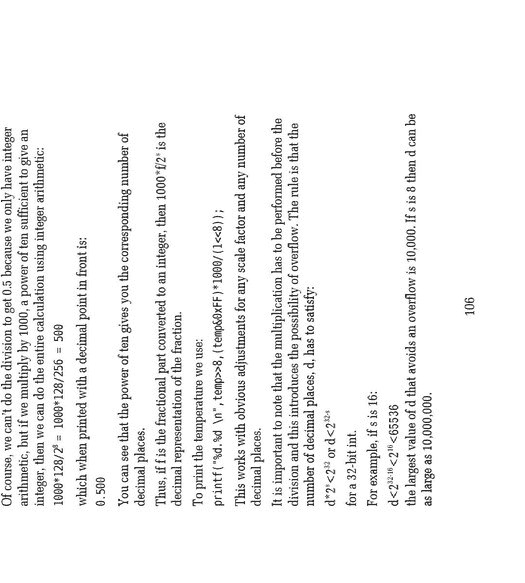 Of course, we can't do the division to get 0.5 because we only have integer
arithmetic, but if we multiply by 1000, a power of ten sufficient to give an
integer, then we can do the entire calculation using integer arithmetic:
1000*128/2⁸ = 1000*128/256 = 500
which when printed with a decimal point in front is:
0.500
You can see that the power of ten gives you the corresponding number of
decimal places.
Thus, if f is the fractional part converted to an integer, then 1000*f/2ˢ is the
decimal representation of the fraction.
To print the temperature we use:
printf("%d.%d \n",temp>>8,(temp&0xFF)*1000/(1<<8));
This works with obvious adjustments for any scale factor and any number of
decimal places.
It is important to note that the multiplication has to be performed before the
division and this introduces the possibility of overflow. The rule is that the
number of decimal places, d, has to satisfy:
d*2ˢ<2³² or d<2³²⁻ˢ
for a 32-bit int.
For example, if s is 16:
d<2³²⁻¹⁶<2¹⁶<65536
the largest value of d that avoids an overflow is 10,000. If s is 8 then d can be
as large as 10,000,000.
106